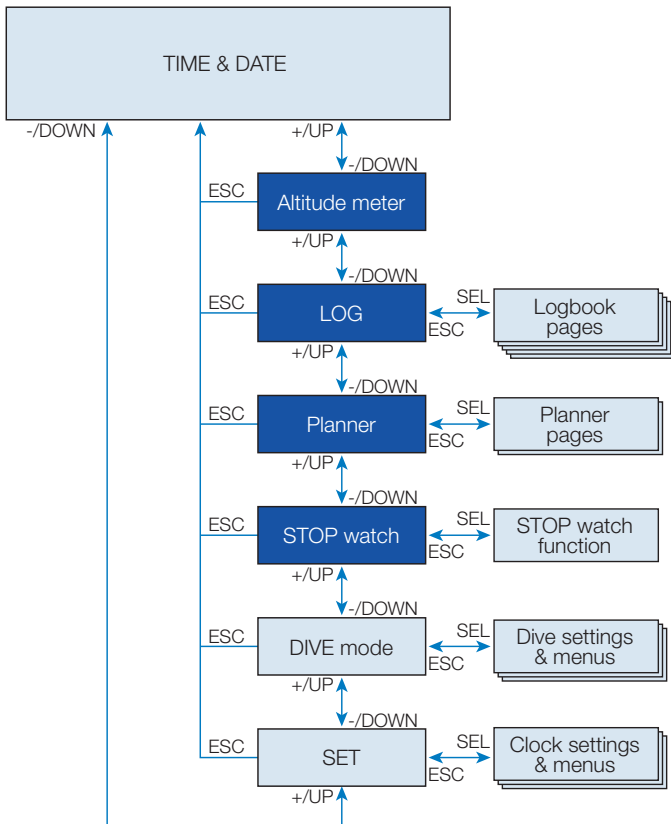 TIME & DATE
-/DOWN
+/UP
-/DOWN
ESC
Altitude meter
+/UP
-/DOWN
ESC
LOG
SEL
ESC
Logbook
pages
+/UP
-/DOWN
ESC
Planner
SEL
ESC
Planner
pages
+/UP
-/DOWN
ESC
STOP watch
SEL
ESC
STOP watch
function
+/UP
-/DOWN
ESC
DIVE mode
SEL
ESC
Dive settings
& menus
+/UP
-/DOWN
ESC
SET
SEL
ESC
Clock settings
& menus
+/UP